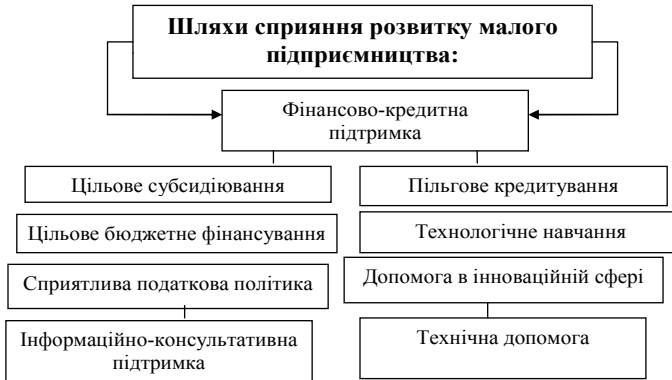 Шляхи сприяння розвитку малого
підприємництва:
Фінансово-кредитна
підтримка
Цільове субсидіювання
Пільгове кредитування
Цільове бюджетне фінансування
Технологічне навчання
Сприятлива податкова політика
Допомога в інноваційній сфері
Інформаційно-консультативна
підтримка
Технічна допомога